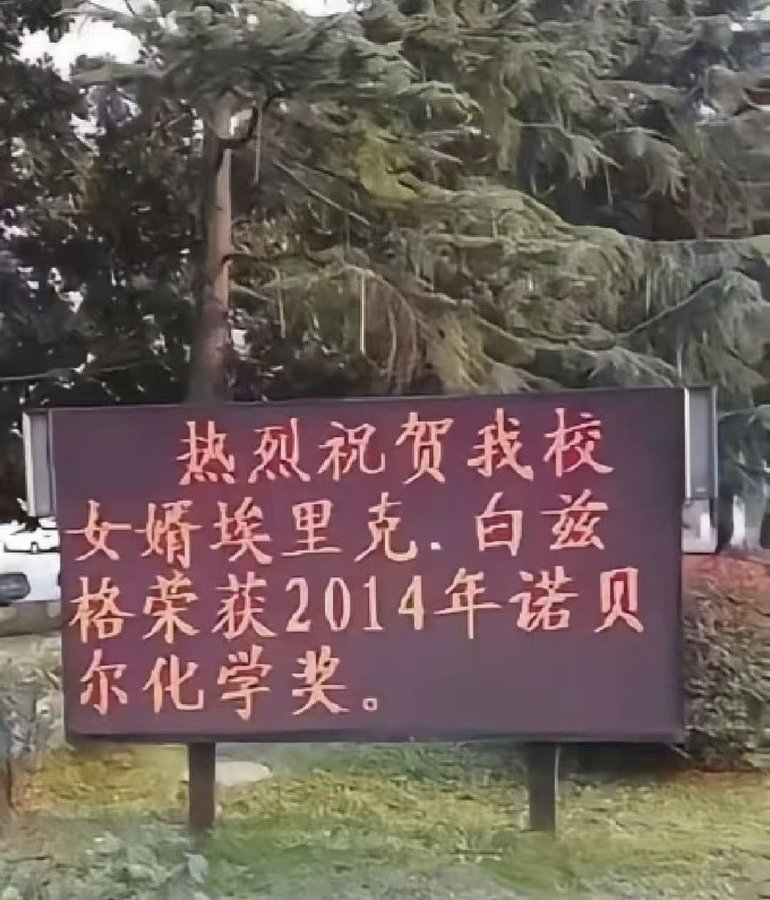 热烈祝贺我校
女婿埃里克.白兹
格荣获2014年诺贝
尔化学奖。